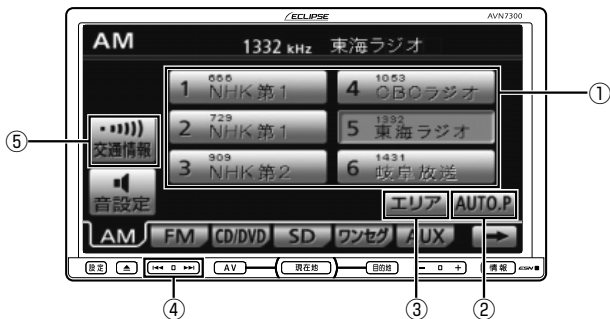 ECLIPSE AVN7300
AM 1332 kHz 東海ラジオ
1 666 NHK第1 4 1053 CBCラジオ ①
2 729 NHK第1 5 1332 東海ラジオ
3 909 NHK第2 6 1431 岐阜放送
⑤ 交通情報
音設定
エリア AUTO.P
AM FM CD/DVD SD ワンセグ AUX
設定 AV 現在地 目的地 − + 情報 ESN
④ ③ ②